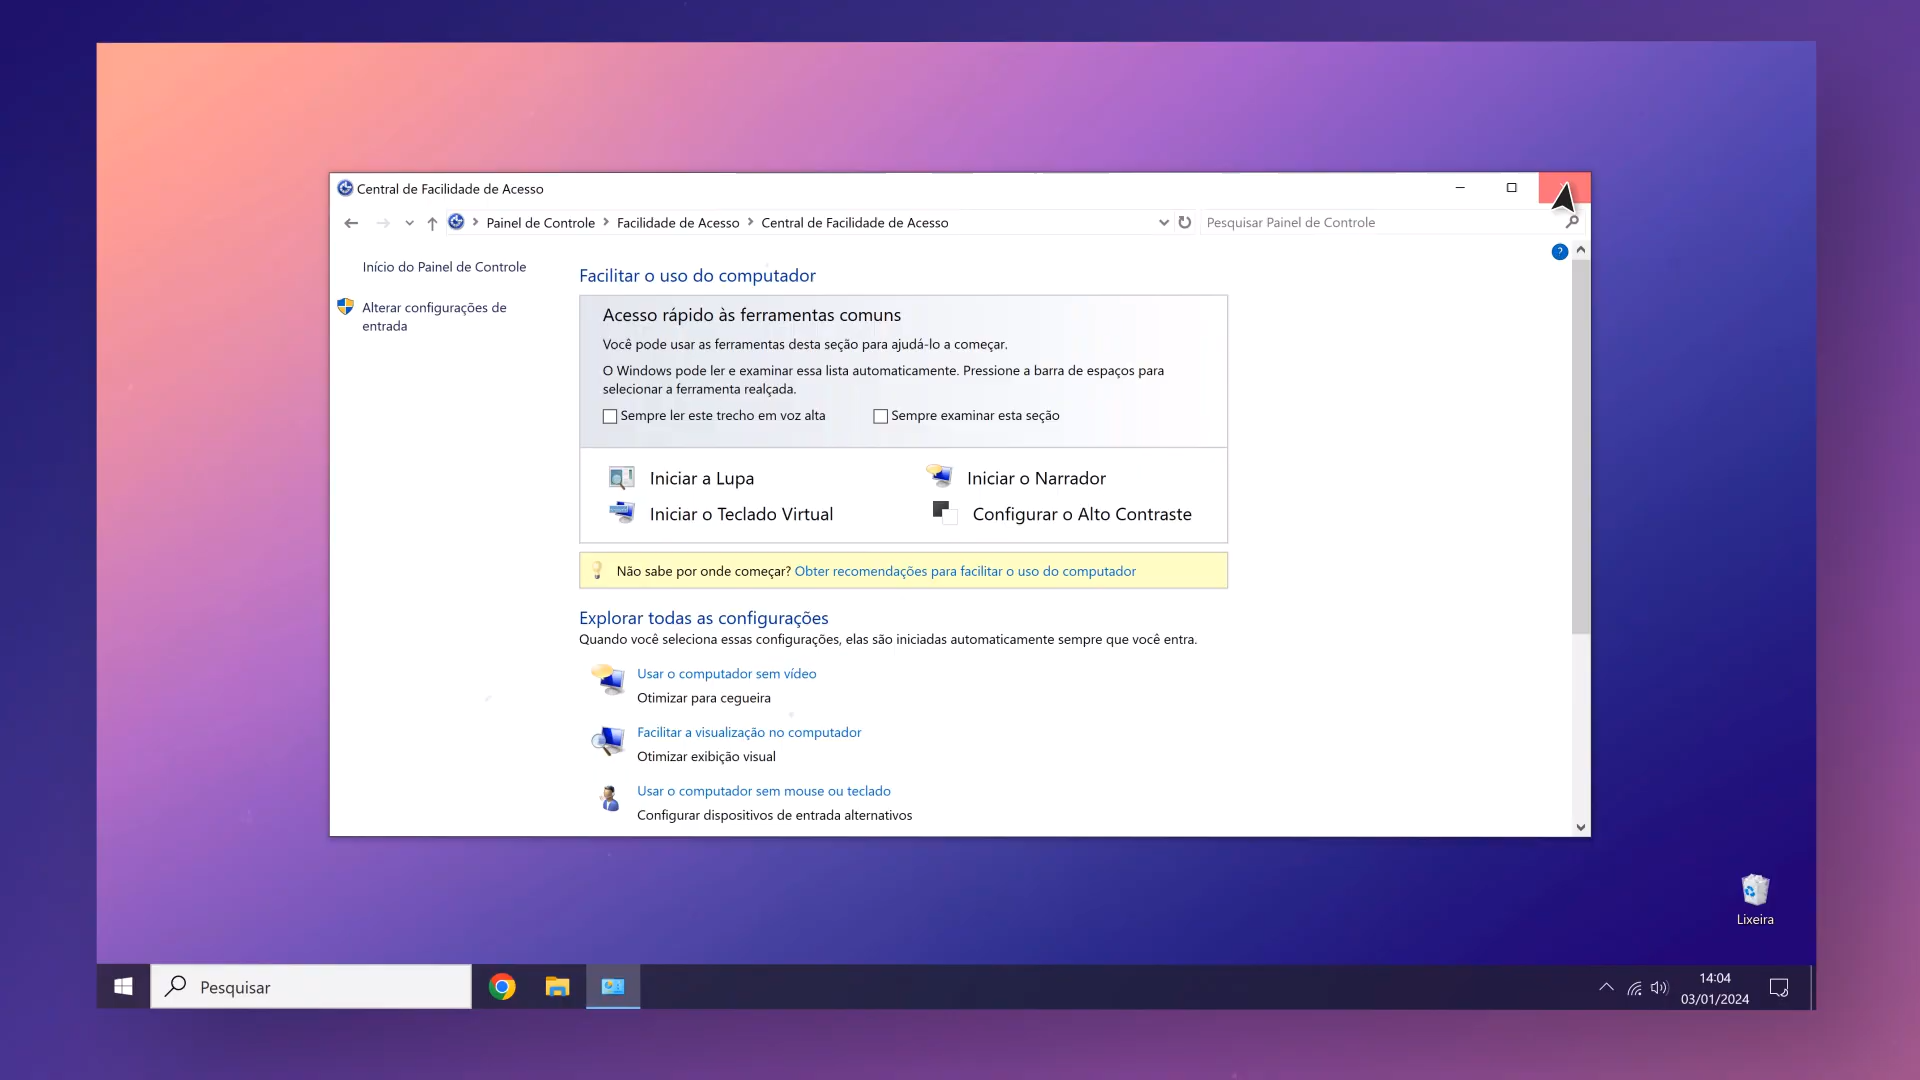 Central de Facilidade de Acesso
Painel de Controle Facilidade de Acesso Central de Facilidade de Acesso
Pesquisar Painel de Controle
?
Início do Painel de Controle
Alterar configurações de
entrada
Facilitar o uso do computador
Acesso rápido às ferramentas comuns
Você pode usar as ferramentas desta seção para ajudá-lo a começar.
O Windows pode ler e examinar essa lista automaticamente. Pressione a barra de espaços para
selecionar a ferramenta realçada.
Sempre ler este trecho em voz alta
Sempre examinar esta seção
Iniciar a Lupa
Iniciar o Narrador
Iniciar o Teclado Virtual
Configurar o Alto Contraste
Não sabe por onde começar? Obter recomendações para facilitar o uso do computador
Explorar todas as configurações
Quando você seleciona essas configurações, elas são iniciadas automaticamente sempre que você entra.
Usar o computador sem vídeo
Otimizar para cegueira
Facilitar a visualização no computador
Otimizar exibição visual
Usar o computador sem mouse ou teclado
Configurar dispositivos de entrada alternativos
Lixeira
Pesquisar
14:04
03/01/2024